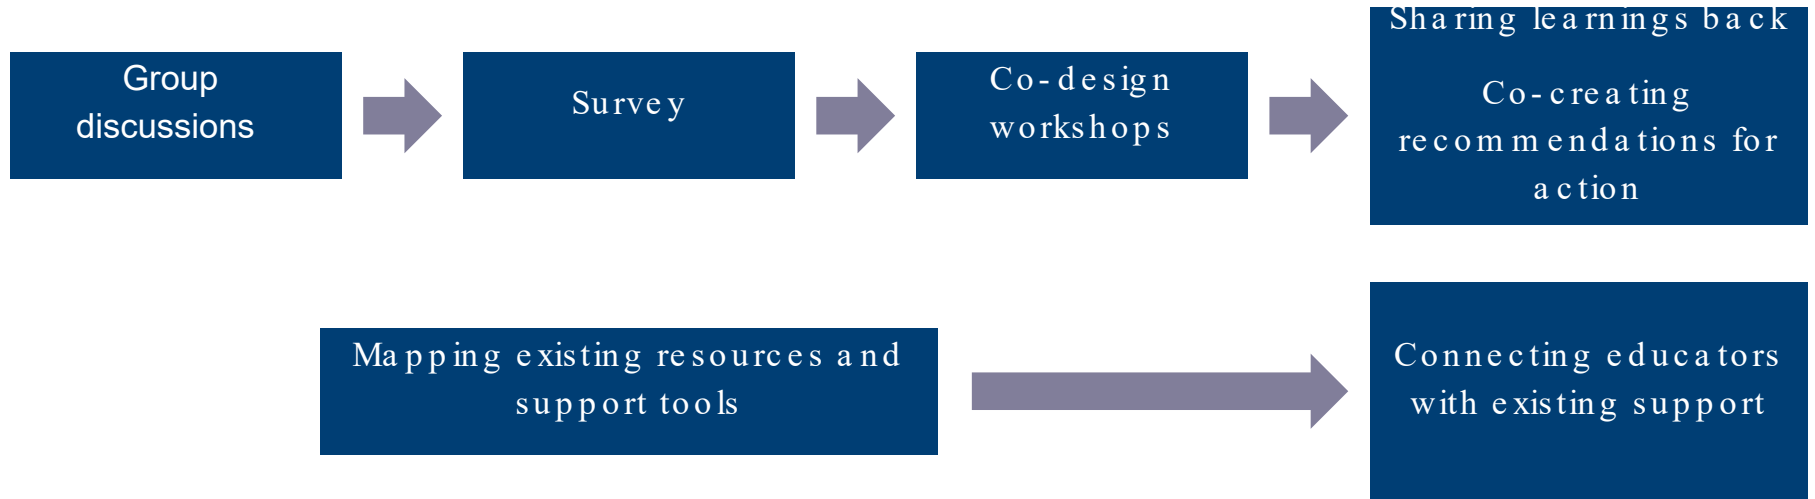 Group
discussions
Survey
Co-design
workshops
Sharing learnings back
Co-creating
recommendations for
action
Mapping existing resources and
support tools
Connecting educators
with existing support